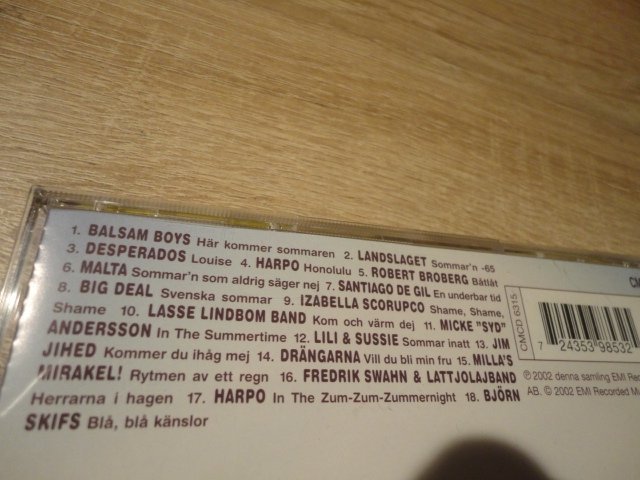 1. BALSAM BOYS Här kommer sommaren 2. LANDSLAGET Sommar'n -65
3. DESPERADOS Louise 4. HARPO Honolulu 5. ROBERT BROBERG Båtlåt
6. MALTA Sommar'n som aldrig säger nej 7. SANTIAGO DE GIL En underbar tid
8. BIG DEAL Svenska sommar 9. IZABELLA SCORUPCO Shame, Shame,
Shame 10. LASSE LINDBOM BAND Kom och värm dej 11. MICKE "SYD"
ANDERSSON In The Summertime 12. LILI & SUSSIE Sommar inatt 13. JIM
JIHED Kommer du ihåg mej 14. DRÄNGARNA Vill du bli min fru 15. MILLA'S
MIRAKEL! Rytmen av ett regn 16. FREDRIK SWAHN & LATTJOLAJBAND
Herrarna i hagen 17. HARPO In The Zum-Zum-Zummernight 18. BJÖRN
SKIFS Blå, blå känslor
CM
CMCD 6315
7 24353 98532
℗ 2002 denna samling EMI Rec
AB. © 2002 EMI Recorded Mu